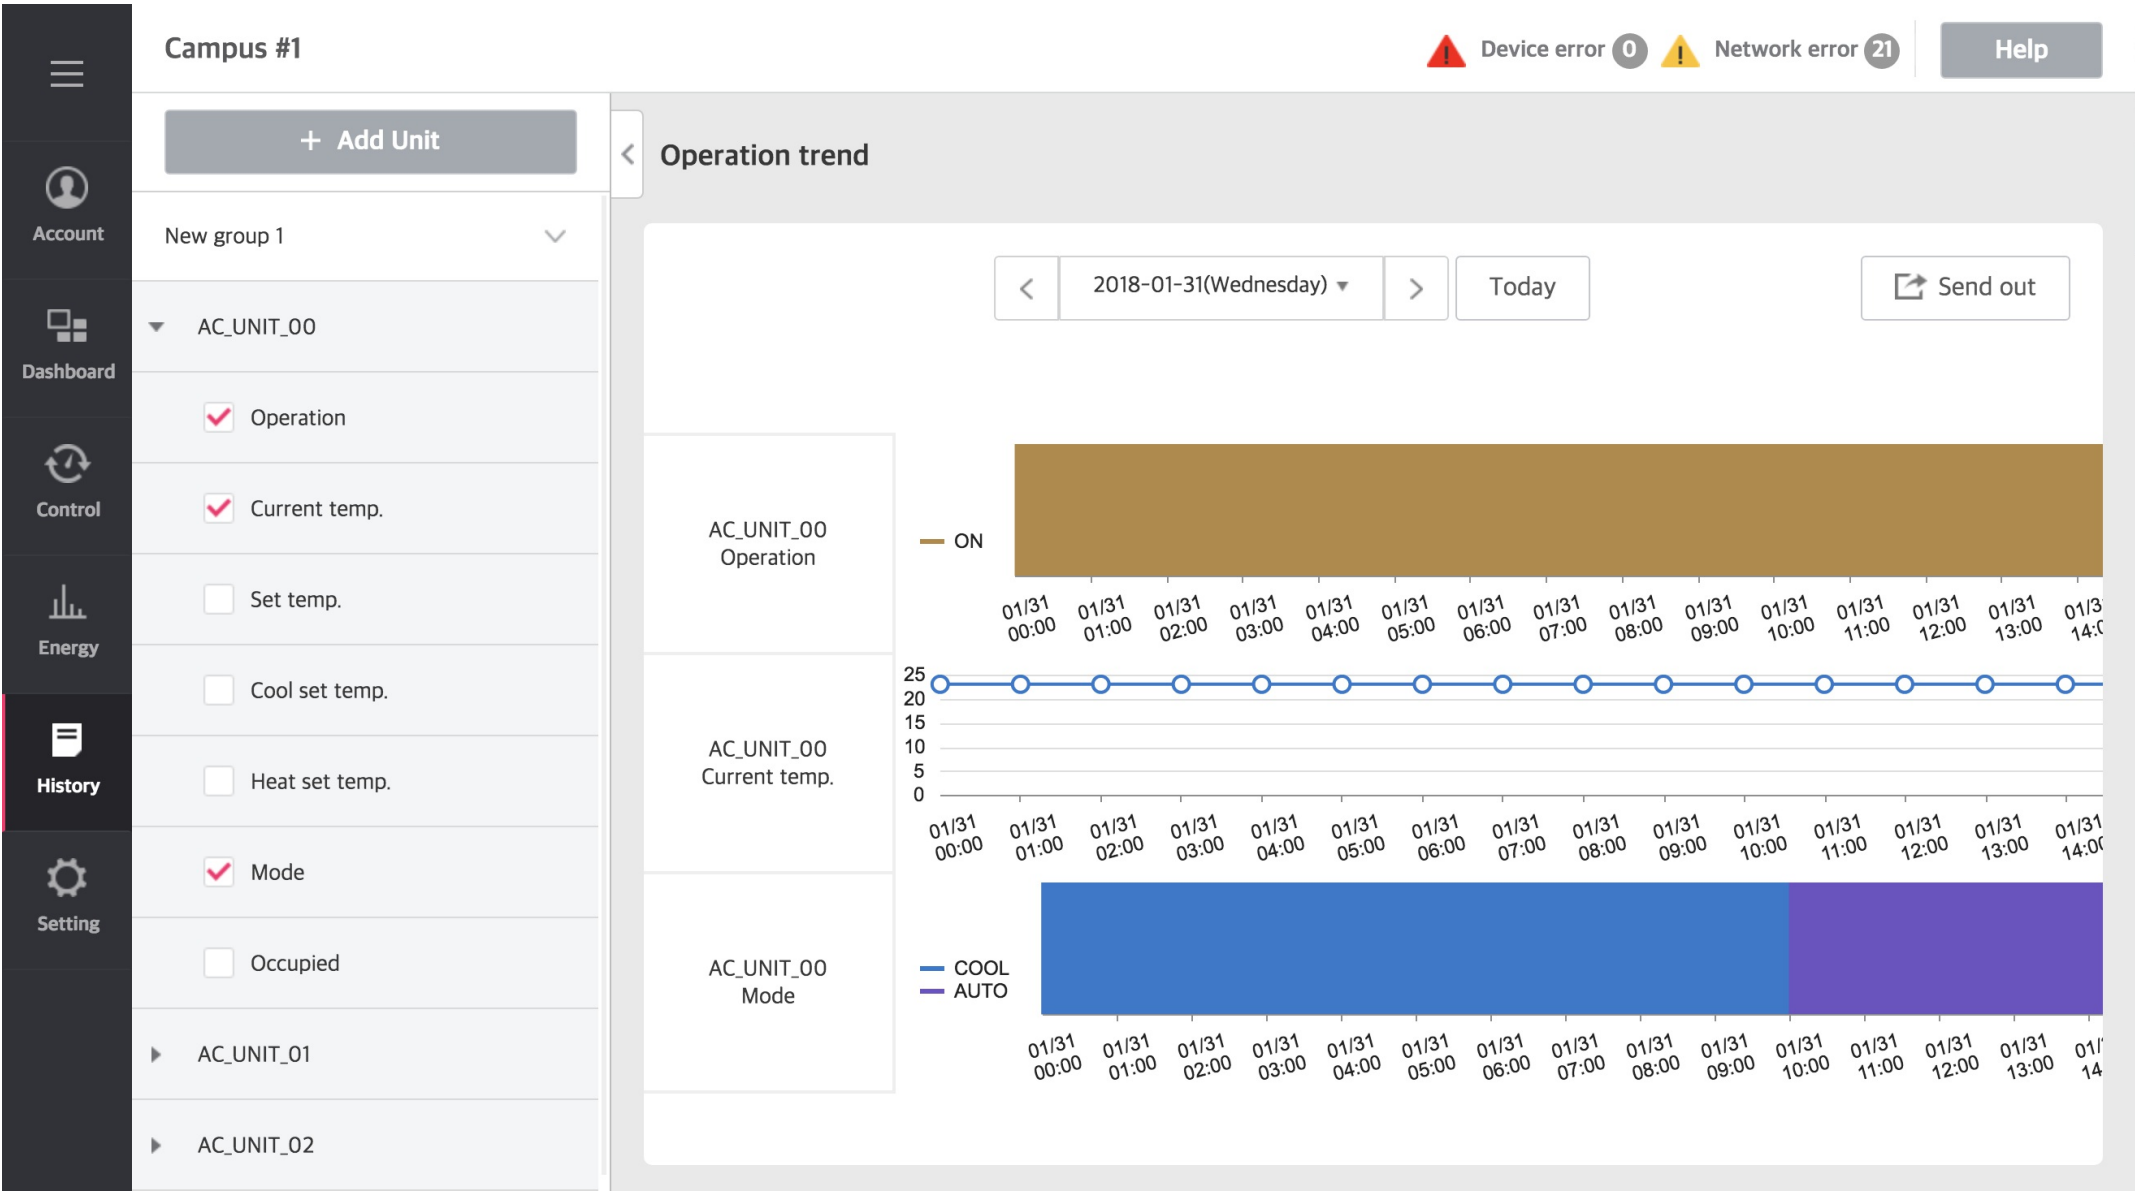 Campus #1
Device error 0
Network error 21
Help
Account
Dashboard
Control
Energy
History
Setting
+ Add Unit
New group 1
AC_UNIT_00
Operation
Current temp.
Set temp.
Cool set temp.
Heat set temp.
Mode
Occupied
AC_UNIT_01
AC_UNIT_02
Operation trend
2018-01-31(Wednesday)
Today
Send out
AC_UNIT_00
Operation
ON
01/31 01/31 01/31 01/31 01/31 01/31 01/31 01/31 01/31 01/31 01/31 01/31 01/31 01/31 01/3
00:00 01:00 02:00 03:00 04:00 05:00 06:00 07:00 08:00 09:00 10:00 11:00 12:00 13:00 14:0
AC_UNIT_00
Current temp.
25
20
15
10
5
0
01/31 01/31 01/31 01/31 01/31 01/31 01/31 01/31 01/31 01/31 01/31 01/31 01/31 01/31 01/31
00:00 01:00 02:00 03:00 04:00 05:00 06:00 07:00 08:00 09:00 10:00 11:00 12:00 13:00 14:00
AC_UNIT_00
Mode
COOL
AUTO
01/31 01/31 01/31 01/31 01/31 01/31 01/31 01/31 01/31 01/31 01/31 01/31 01/31 01/31 01/
00:00 01:00 02:00 03:00 04:00 05:00 06:00 07:00 08:00 09:00 10:00 11:00 12:00 13:00 14